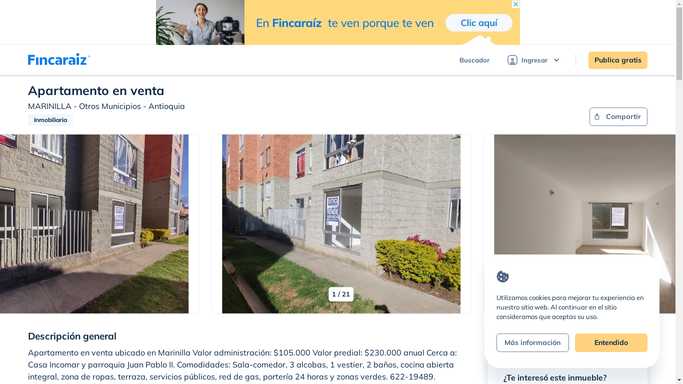 En Fincaraíz te ven porque te ven
Clic aquí
Fincaraíz
Buscador
Ingresar
Publica gratis
Apartamento en venta
MARINILLA - Otros Municipios - Antioquia
Inmobiliaria
Compartir
1 / 21
Utilizamos cookies para mejorar tu experiencia en
nuestro sitio web. Al continuar en el sitio
consideramos que aceptas su uso.
Más información
Entendido
Descripción general
Apartamento en venta ubicado en Marinilla Valor administración: $105.000 Valor predial: $230.000 anual Cerca a:
Casa Incomar y parroquia Juan Pablo II. Comodidades: Sala-comedor, 3 alcobas, 1 vestier, 2 baños, cocina abierta
integral, zona de ropas, terraza, servicios públicos, red de gas, portería 24 horas y zonas verdes. 622-19489.
¿Te interesó este inmueble?